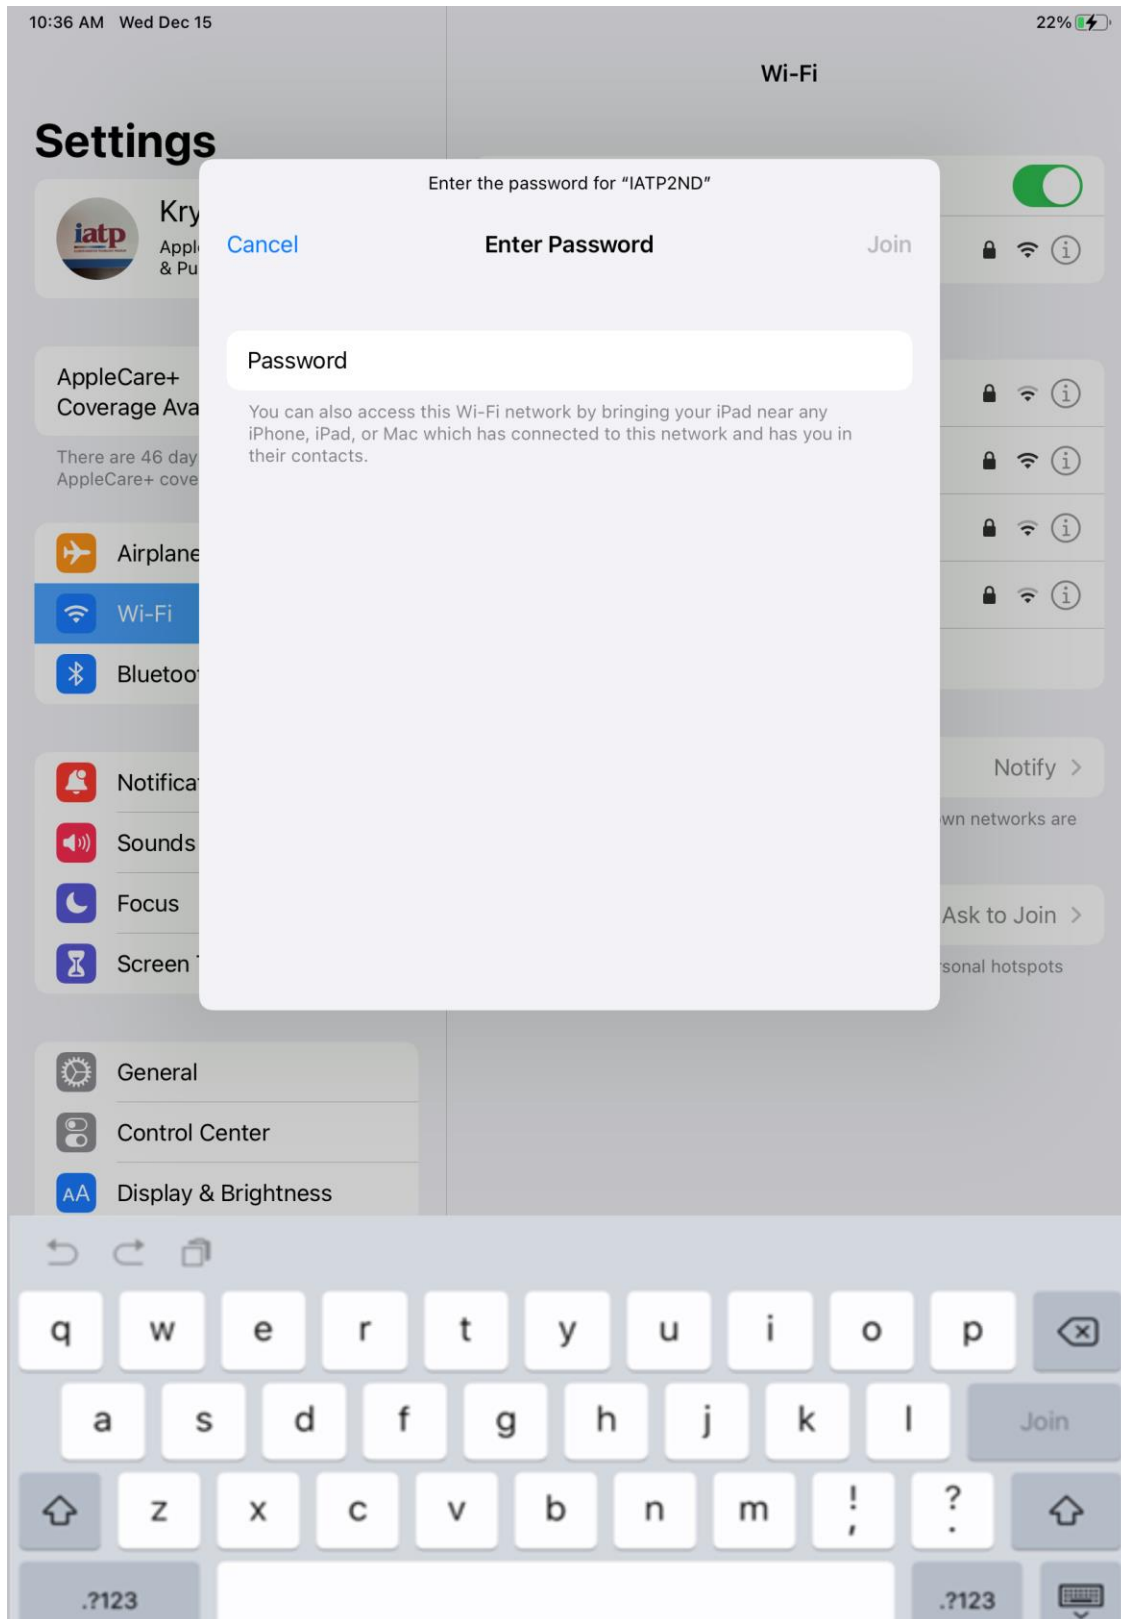 10:36 AM Wed Dec 15
22%
Wi-Fi
Settings
iatp
Kry
Appl
& Pu
AppleCare+
Coverage Ava
There are 46 day
AppleCare+ cove
Airplane
Wi-Fi
Bluetoo
Notifica
Sounds
Focus
Screen
General
Control Center
AA Display & Brightness
Enter the password for “IATP2ND”
Cancel Enter Password Join
Password
You can also access this Wi-Fi network by bringing your iPad near any
iPhone, iPad, or Mac which has connected to this network and has you in
their contacts.
Notify
wn networks are
Ask to Join
sonal hotspots
q w e r t y u i o p
a s d f g h j k l Join
z x c v b n m ! , ? .
.?123 .?123